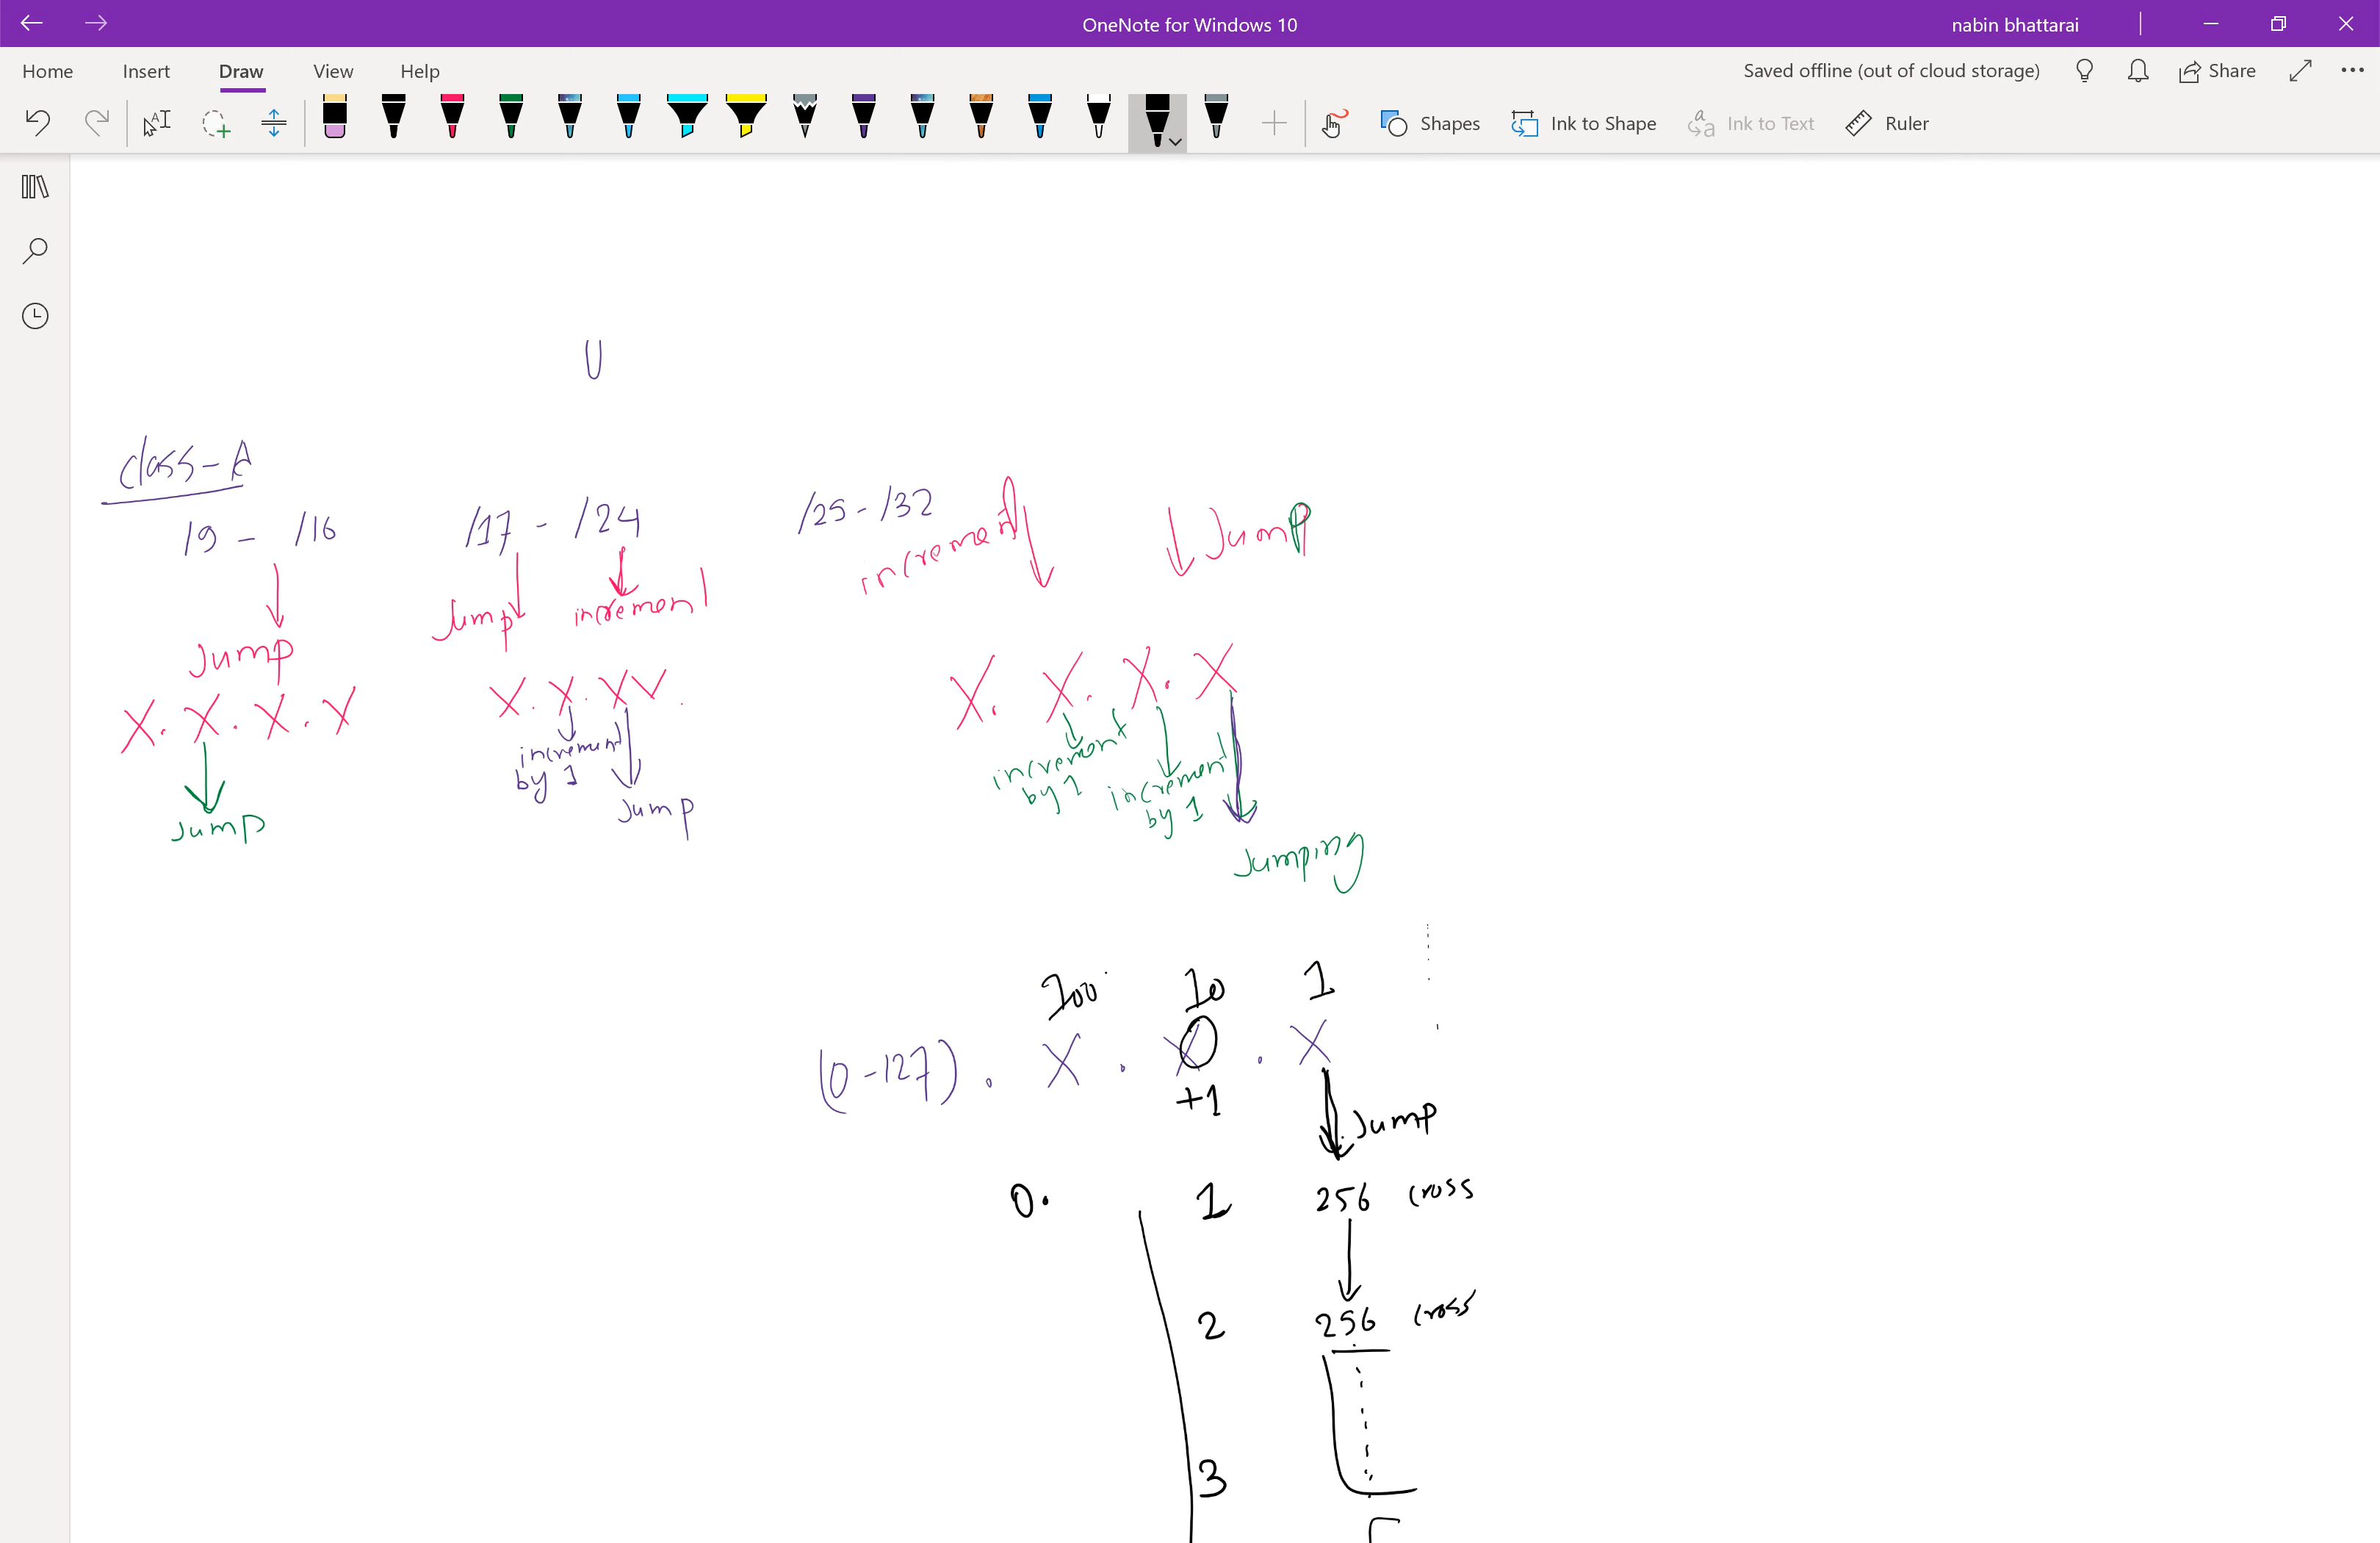 OneNote for Windows 10
nabin bhattarai
Home Insert Draw View Help
Saved offline (out of cloud storage)
Share
Shapes Ink to Shape Ink to Text Ruler
U
Class-A
/9 - /16 /17 - /24 /25 - /32
increment Jump
Jump Jump increment
X. X. X. X X. X. X X. X. X. X. X
Jump increment by 1 Jump increment by 1 increment by 1 Jumping
100 10 1
(0-127). X. X. X
0
+1
Jump
0. 1 256 cross
2 256 cross
3